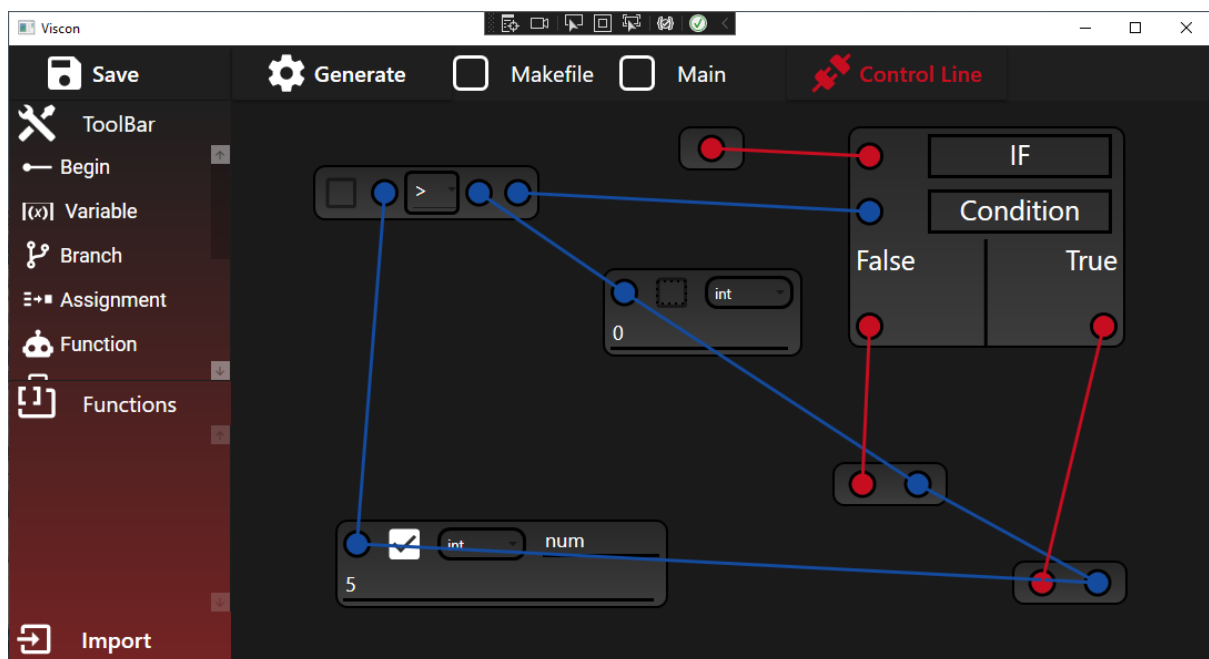 Viscon
Save
Generate
Makefile
Main
Control Line
ToolBar
Begin
(x) Variable
Branch
Assignment
Function
Functions
Import
>
IF
Condition
False
True
int
0
int
num
5